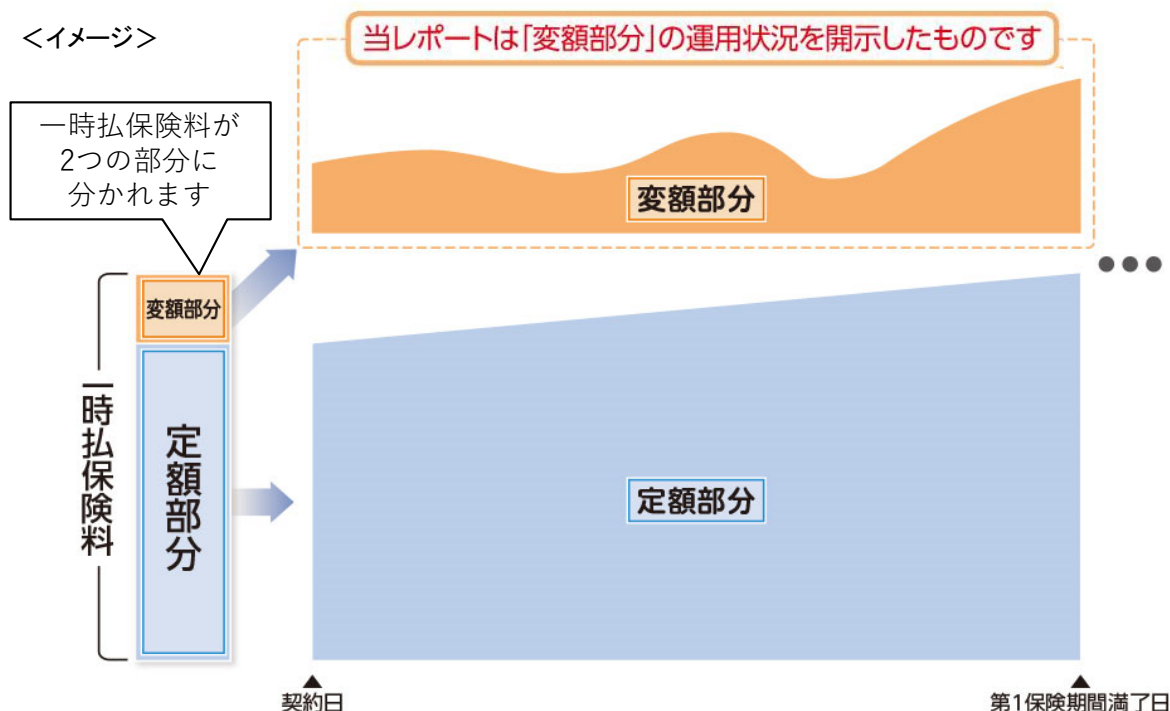 ＜イメージ＞
当レポートは「変額部分」の運用状況を開示したものです
一時払保険料が
2つの部分に
分かれます
変額部分
変額部分
一時払保険料
定額部分
定額部分
●●●
▲
契約日
▲
第1保険期間満了日